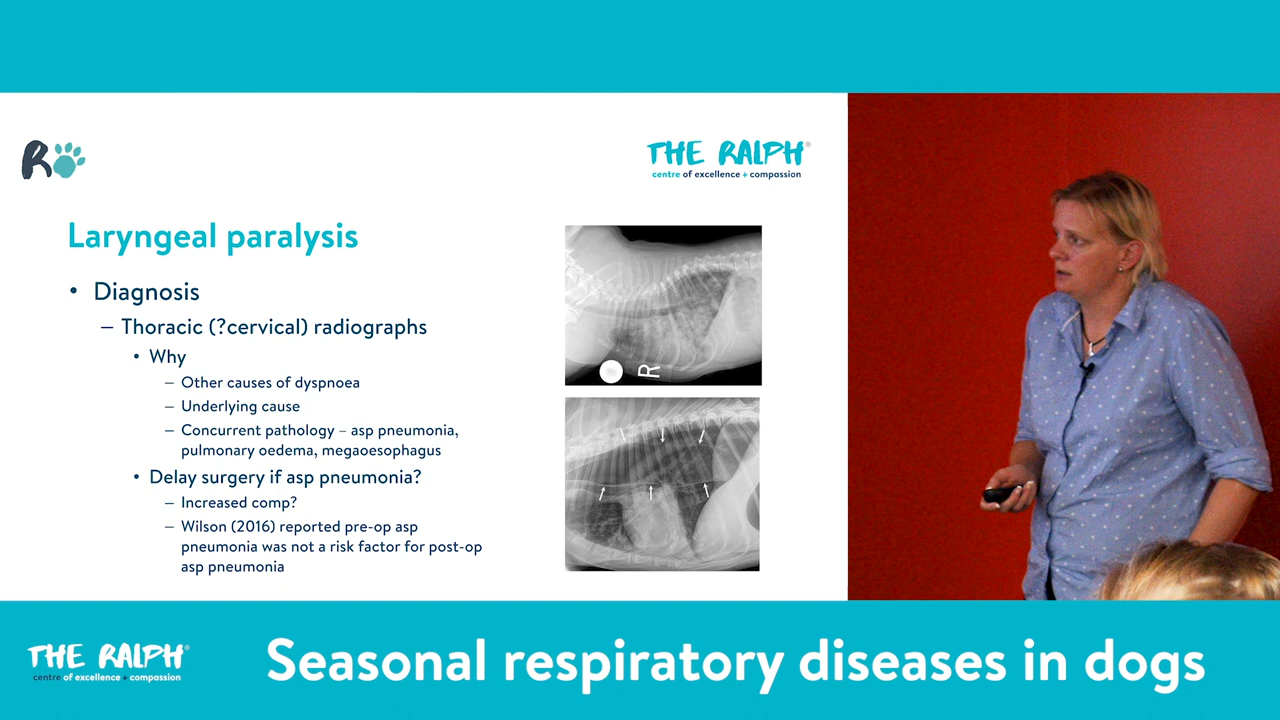 R
THE RALPH®
centre of excellence + compassion
Laryngeal paralysis
• Diagnosis
– Thoracic (?cervical) radiographs
• Why
– Other causes of dyspnoea
– Underlying cause
– Concurrent pathology – asp pneumonia,
pulmonary oedema, megaoesophagus
• Delay surgery if asp pneumonia?
– Increased comp?
– Wilson (2016) reported pre-op asp
pneumonia was not a risk factor for post-op
asp pneumonia
R
THE RALPH®
centre of excellence + compassion
Seasonal respiratory diseases in dogs